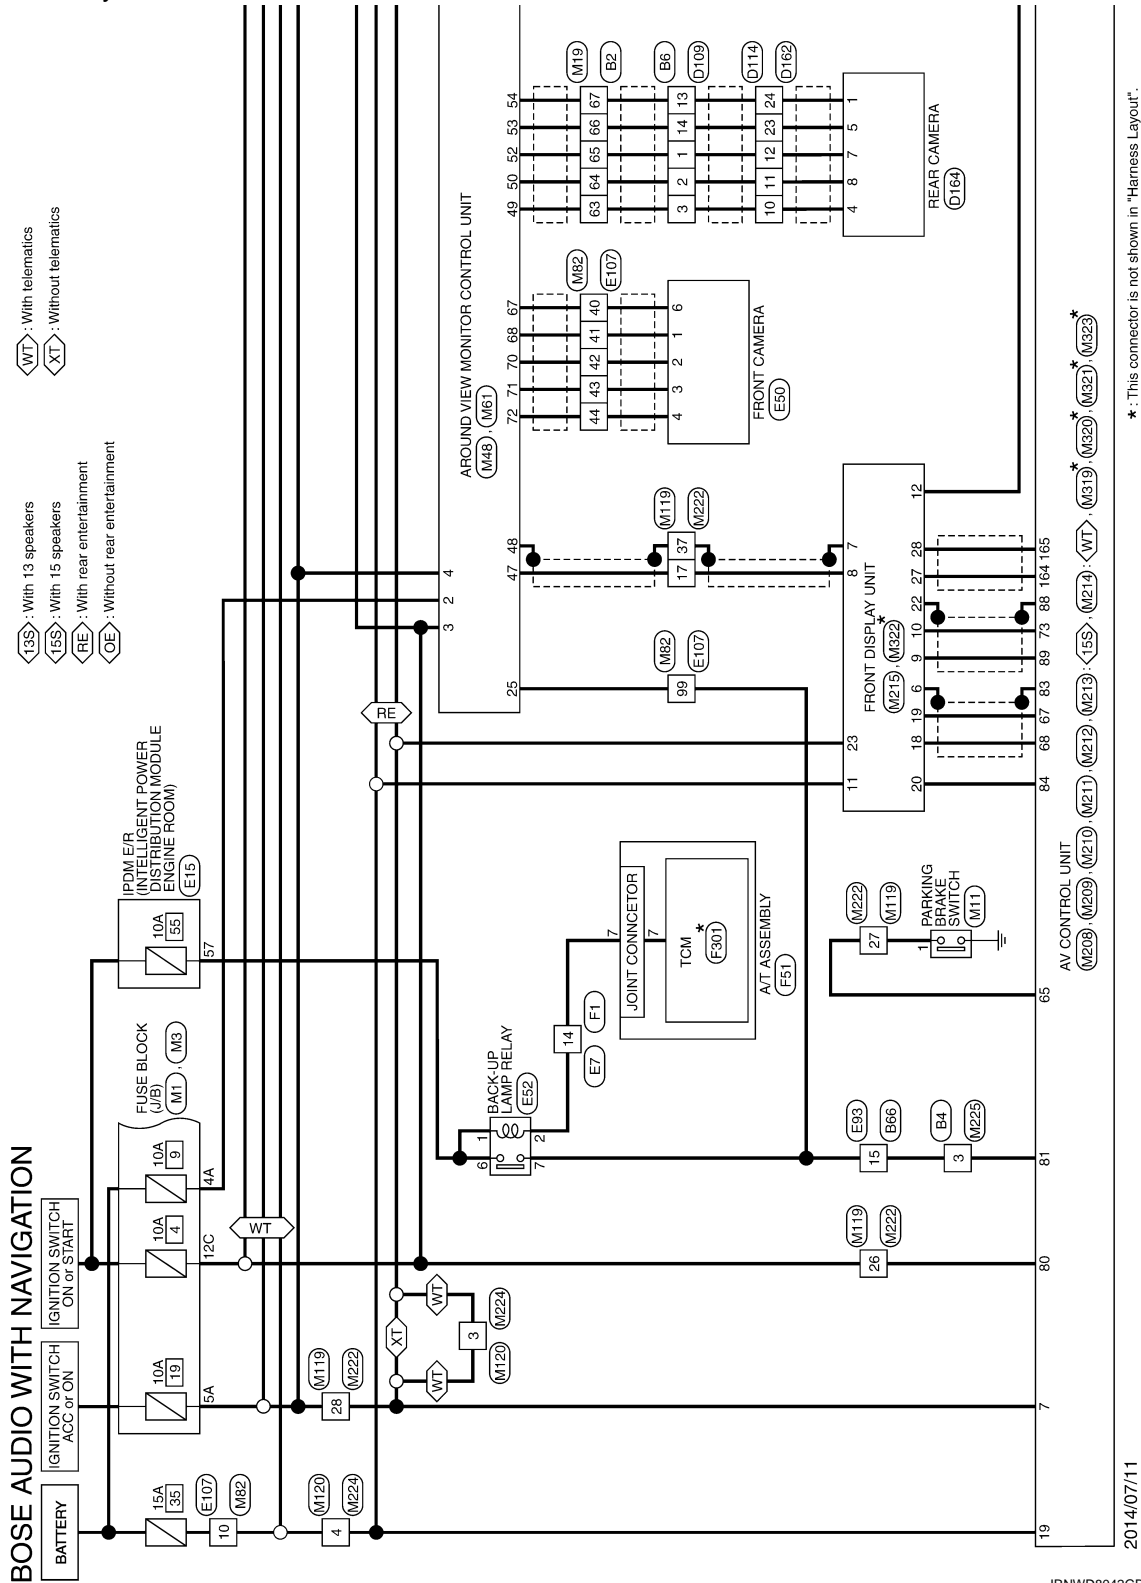 BOSE AUDIO WITH NAVIGATION
13S : With 13 speakers
15S : With 15 speakers
RE : With rear entertainment
OE : Without rear entertainment
WT : With telematics
XT : Without telematics
BATTERY
IGNITION SWITCH
ACC or ON
IGNITION SWITCH
ON or START
15A
35
10A
19
10A
4
10A
9
FUSE BLOCK
(J/B)
M1 , M3
10A
55
IPDM E/R
(INTELLIGENT POWER
DISTRIBUTION MODULE
ENGINE ROOM)
E15
5A
12C
4A
57
E107
10
M82
WT
M120
4
M224
M119
28
M222
XT
WT
WT
M120
3
M224
RE
3
2
4
AROUND VIEW MONITOR CONTROL UNIT
M48 , M61
25
47
48
72
71
70
68
67
49
50
52
53
54
BACK-UP
LAMP RELAY
E52
6
1
7
2
E7
14
F1
7
JOINT CONNCETOR
7
TCM
*
F301
A/T ASSEMBLY
F51
M82
99
E107
M119
17
37
M222
M82
44
43
42
41
40
E107
4
3
2
1
6
FRONT CAMERA
E50
M19
63
64
65
66
67
B2
B6
3
2
1
14
13
D109
D114
10
11
12
23
24
D162
4
8
7
5
1
REAR CAMERA
D164
11
23
8
7
FRONT DISPLAY UNIT
M215 , M322 *
20
18
19
6
9
10
22
27
28
12
M119
26
M222
E93
15
B66
B4
3
M225
M222
27
M119
1
PARKING
BRAKE
SWITCH
M11
19
7
80
81
65
84
68
67
83
89
73
88
164
165
AV CONTROL UNIT
M208 , M209 , M210 , M211 , M212 , M213 : 15S , M214 : WT , M319 * , M320 * , M321 * , M323 *
* : This connector is not shown in "Harness Layout".
2014/07/11